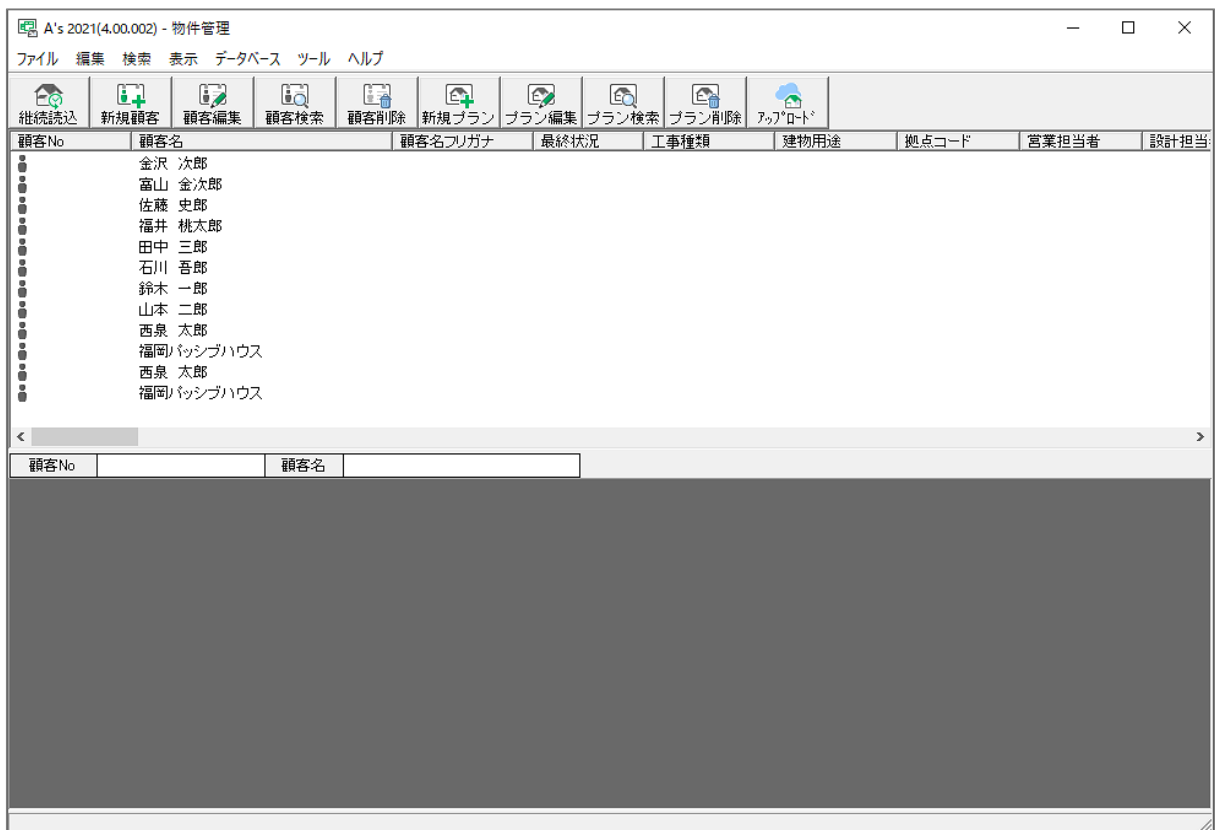 A's 2021(4.00.002) - 物件管理
ファイル 編集 検索 表示 データベース ツール ヘルプ
継続読込 新規顧客 顧客編集 顧客検索 顧客削除 新規プラン プラン編集 プラン検索 プラン削除 ｱｯﾌﾟﾛｰﾄﾞ
顧客No 顧客名 顧客名フリガナ 最終状況 工事種類 建物用途 拠点コード 営業担当者 設計担当
金沢 次郎
富山 金次郎
佐藤 史郎
福井 桃太郎
田中 三郎
石川 吾郎
鈴木 一郎
山本 二郎
西泉 太郎
福岡パッシブハウス
西泉 太郎
福岡パッシブハウス
顧客No 顧客名